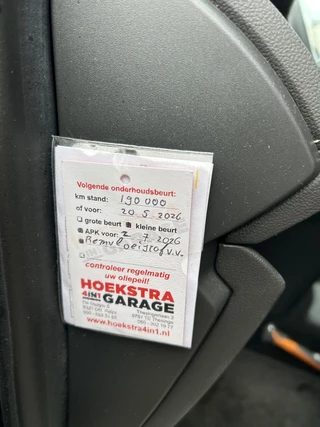 Volgende onderhoudsbeurt:
km stand: 190 000
of voor: 20 5 2026
grote beurt kleine beurt
APK voor: 2 7 2026
Remvloeistof v.v.
controleer regelmatig
uw oliepeil!
HOEKSTRA
4IN1 GARAGE
www.hoekstra4in1.nl